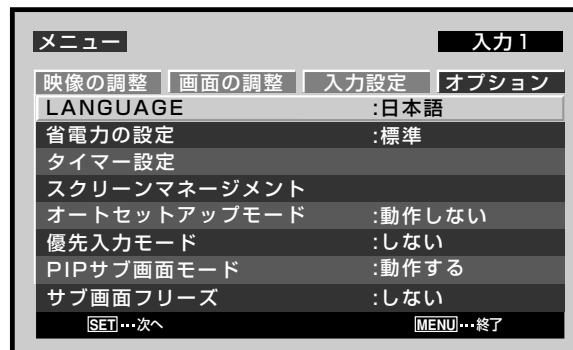 メニュー 入力1
映像の調整 画面の調整 入力設定 オプション
LANGUAGE :日本語
省電力の設定 :標準
タイマー設定
スクリーンマネージメント
オートセットアップモード :動作しない
優先入力モード :しない
PIPサブ画面モード :動作する
サブ画面フリーズ :しない
SET…次へ MENU…終了